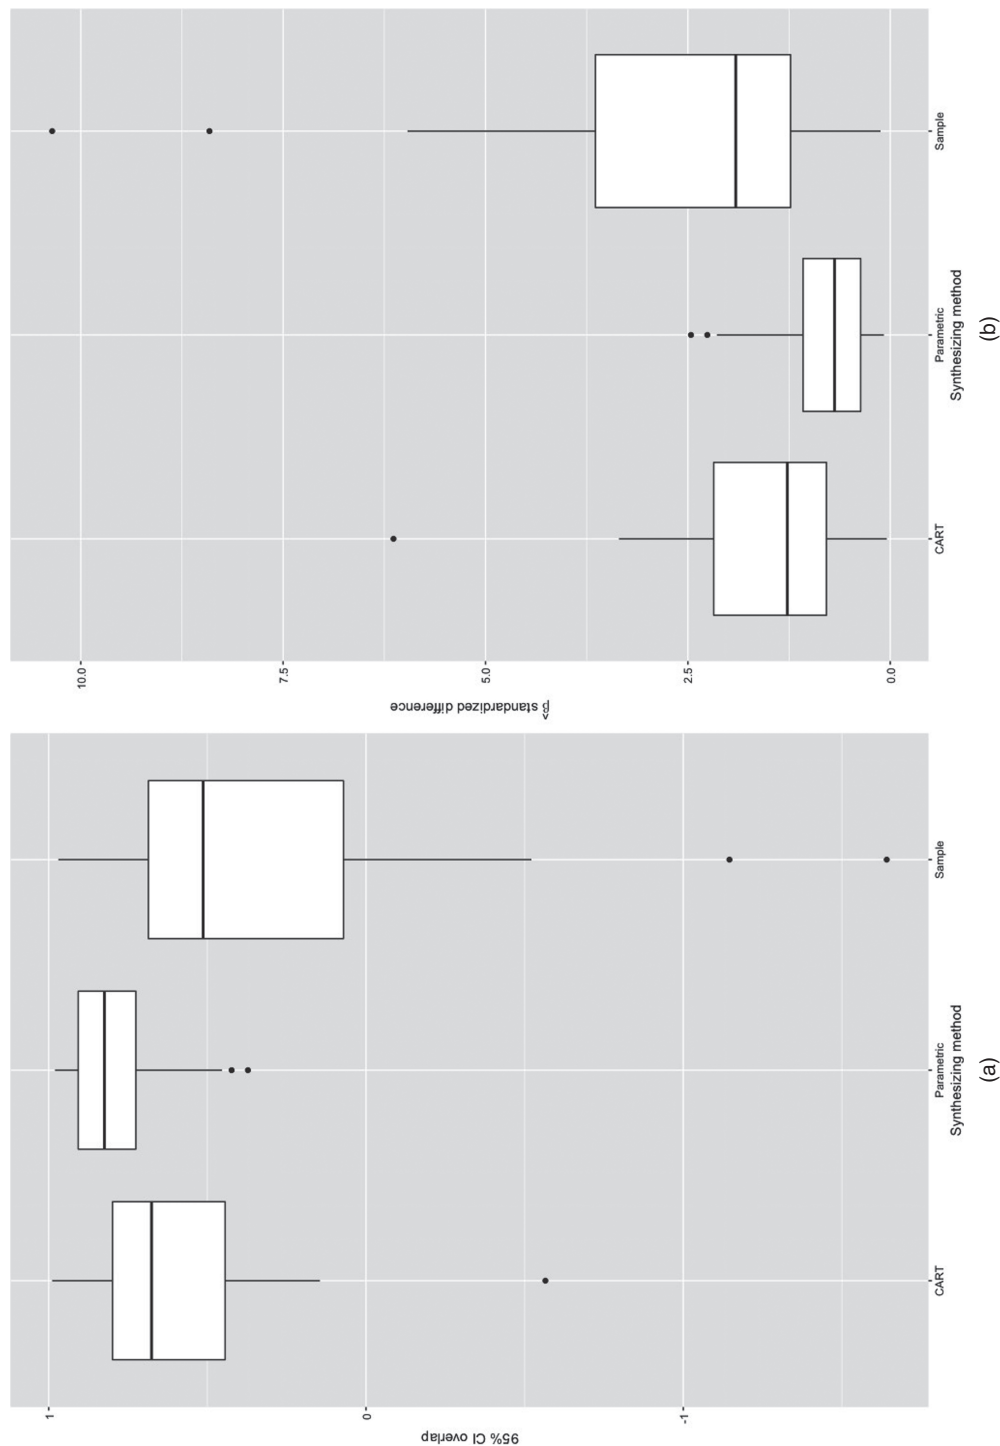 95% CI overlap
1
0
-1
CART
Parametric
Sample
Synthesizing method
(a)
β̂ standardized difference
10.0
7.5
5.0
2.5
0.0
CART
Parametric
Sample
Synthesizing method
(b)